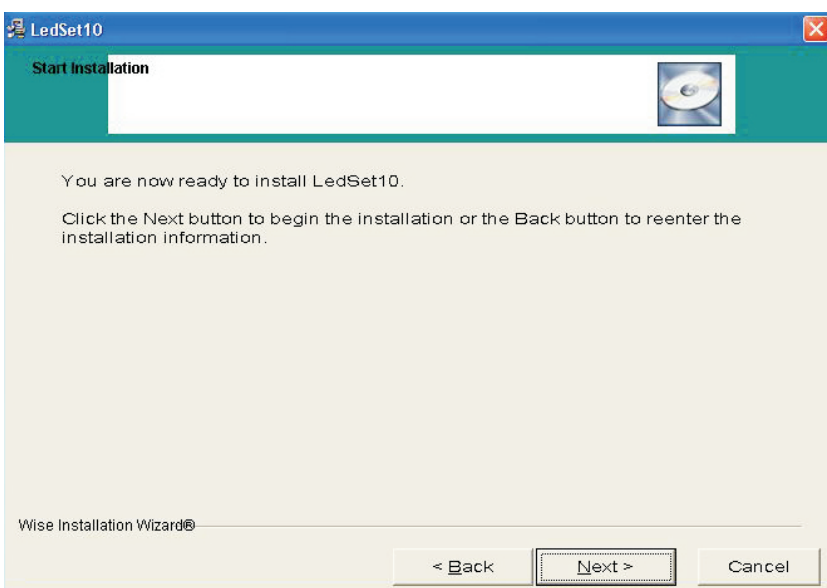 LedSet10
Start Installation
You are now ready to install LedSet10.
Click the Next button to begin the installation or the Back button to reenter the
installation information.
Wise Installation Wizard®
< Back Next > Cancel